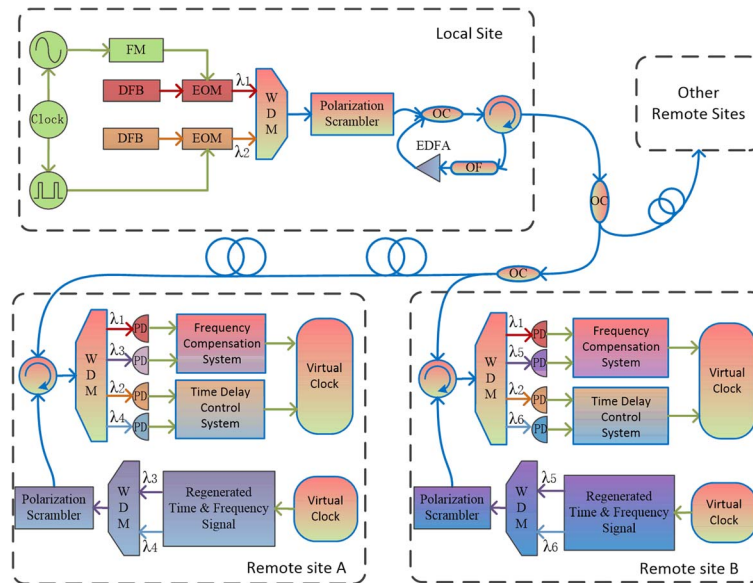 Local Site
FM
Clock
DFB
EOM
λ1
DFB
EOM
λ2
WDM
Polarization
Scrambler
OC
EDFA
OF
Other
Remote Sites
OC
OC
WDM
λ1
PD
λ3
PD
λ2
PD
λ4
PD
Frequency
Compensation
System
Time Delay
Control
System
Virtual
Clock
Polarization
Scrambler
WDM
λ3
λ4
Regenerated
Time & Frequency
Signal
Virtual
Clock
Remote site A
WDM
λ1
PD
λ5
PD
λ2
PD
λ6
PD
Frequency
Compensation
System
Time Delay
Control
System
Virtual
Clock
Polarization
Scrambler
WDM
λ5
λ6
Regenerated
Time & Frequency
Signal
Virtual
Clock
Remote site B